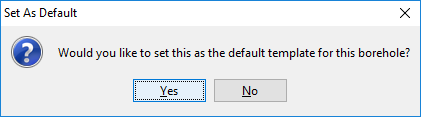 Set As Default
Would you like to set this as the default template for this borehole?
Yes
No